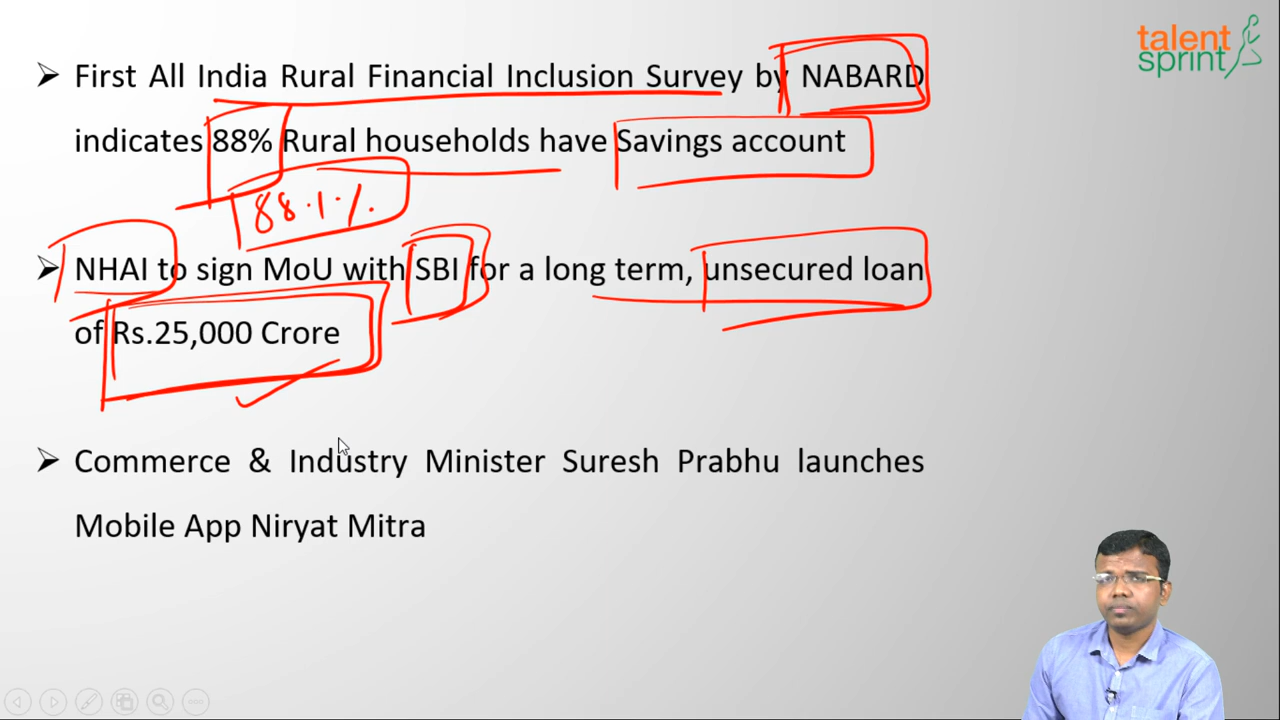 talent
sprint
First All India Rural Financial Inclusion Survey by NABARD
indicates 88% Rural households have Savings account
88.1%.
NHAI to sign MoU with SBI for a long term, unsecured loan
of Rs.25,000 Crore
Commerce & Industry Minister Suresh Prabhu launches
Mobile App Niryat Mitra